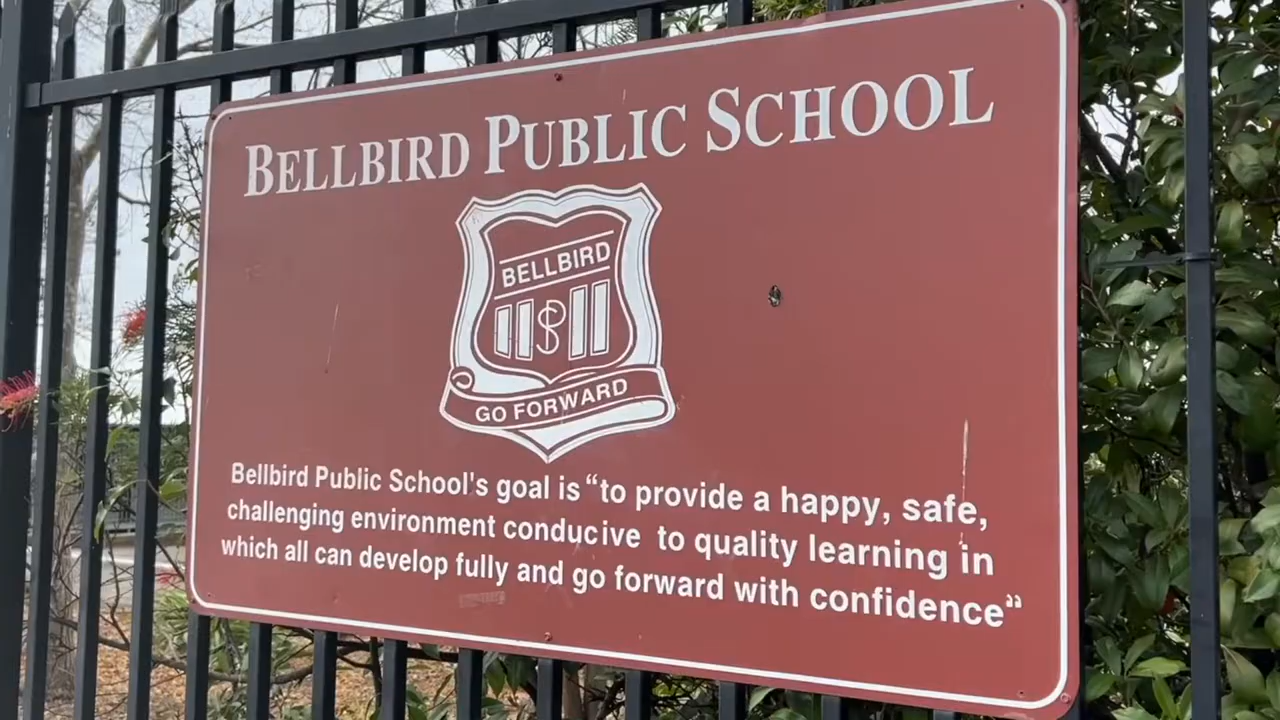 BELLBIRD PUBLIC SCHOOL
BELLBIRD
GO FORWARD
Bellbird Public School's goal is “to provide a happy, safe,
challenging environment conducive to quality learning in
which all can develop fully and go forward with confidence”